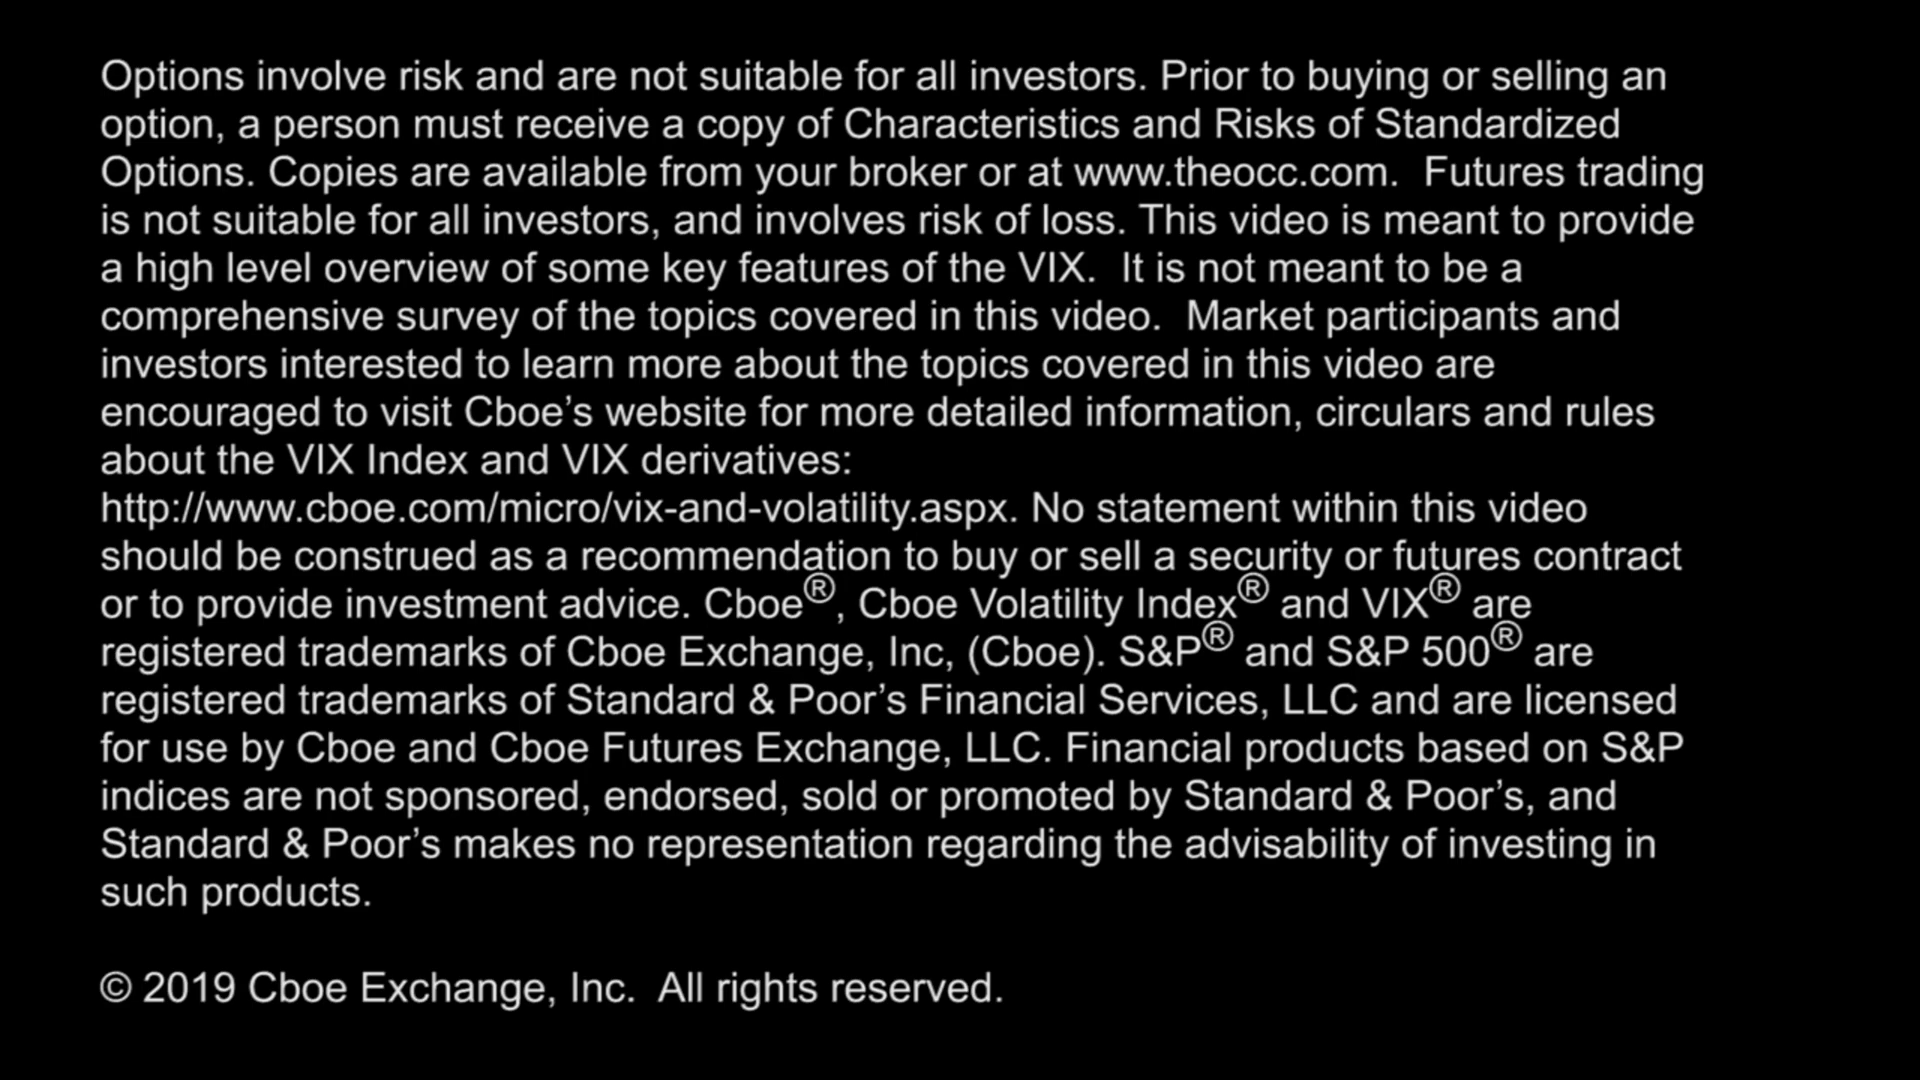 Options involve risk and are not suitable for all investors. Prior to buying or selling an
option, a person must receive a copy of Characteristics and Risks of Standardized
Options. Copies are available from your broker or at www.theocc.com.  Futures trading
is not suitable for all investors, and involves risk of loss. This video is meant to provide
a high level overview of some key features of the VIX.  It is not meant to be a
comprehensive survey of the topics covered in this video.  Market participants and
investors interested to learn more about the topics covered in this video are
encouraged to visit Cboe’s website for more detailed information, circulars and rules
about the VIX Index and VIX derivatives:
http://www.cboe.com/micro/vix-and-volatility.aspx. No statement within this video
should be construed as a recommendation to buy or sell a security or futures contract
or to provide investment advice. Cboe®, Cboe Volatility Index® and VIX® are
registered trademarks of Cboe Exchange, Inc, (Cboe). S&P® and S&P 500® are
registered trademarks of Standard & Poor’s Financial Services, LLC and are licensed
for use by Cboe and Cboe Futures Exchange, LLC. Financial products based on S&P
indices are not sponsored, endorsed, sold or promoted by Standard & Poor’s, and
Standard & Poor’s makes no representation regarding the advisability of investing in
such products.
© 2019 Cboe Exchange, Inc.  All rights reserved.